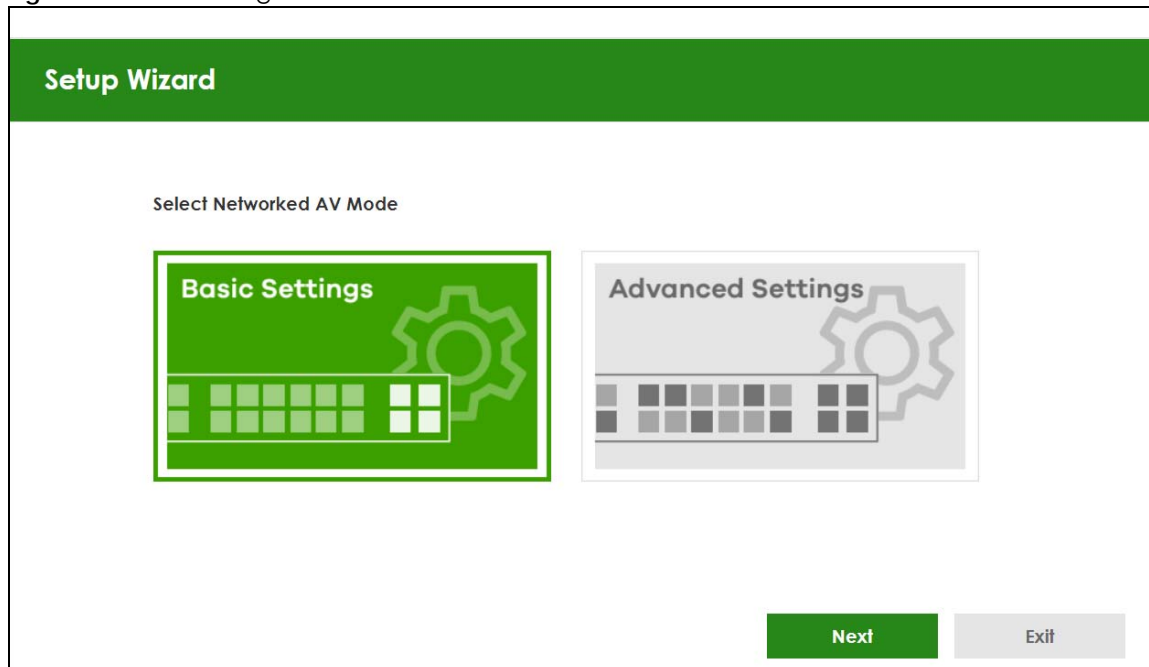 Setup Wizard
Select Networked AV Mode
Basic Settings
Advanced Settings
Next
Exit